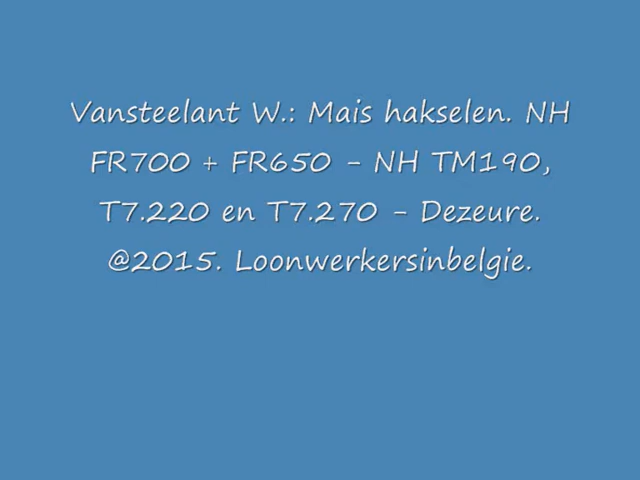 Vansteelant W.: Mais hakselen. NH
FR700 + FR650 - NH TM190,
T7.220 en T7.270 - Dezeure.
@2015. Loonwerkersinbelgie.